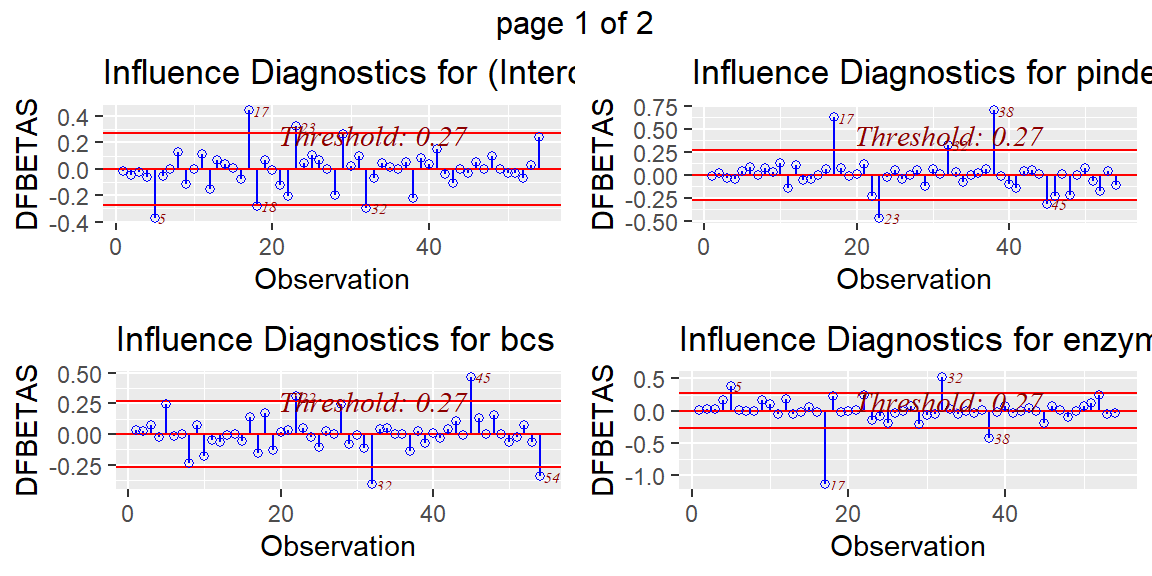 page 1 of 2
Influence Diagnostics for (Interc
DFBETAS
0.4
0.2
0.0
-0.2
-0.4
17
23
Threshold: 0.27
5
18
32
0
20
40
Observation
Influence Diagnostics for pinde
DFBETAS
0.75
0.50
0.25
0.00
-0.25
-0.50
17
38
Threshold: 0.27
23
45
0
20
40
Observation
Influence Diagnostics for bcs
DFBETAS
0.50
0.25
0.00
-0.25
45
22
Threshold: 0.27
32
54
0
20
40
Observation
Influence Diagnostics for enzym
DFBETAS
0.5
0.0
-0.5
-1.0
5
32
Threshold: 0.27
38
17
0
20
40
Observation